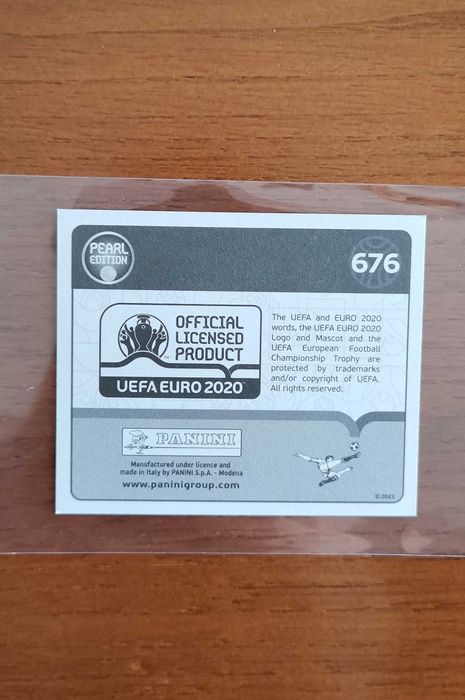 PEARL
EDITION
676
OFFICIAL
LICENSED
PRODUCT
UEFA EURO 2020™
The UEFA and EURO 2020
words, the UEFA EURO 2020
Logo and Mascot and the
UEFA European Football
Championship Trophy are
protected by trademarks
and/or copyright of UEFA.
All rights reserved.
PANINI
Manufactured under licence and
made in Italy by PANINI S.p.A. - Modena
www.paninigroup.com
© 2021